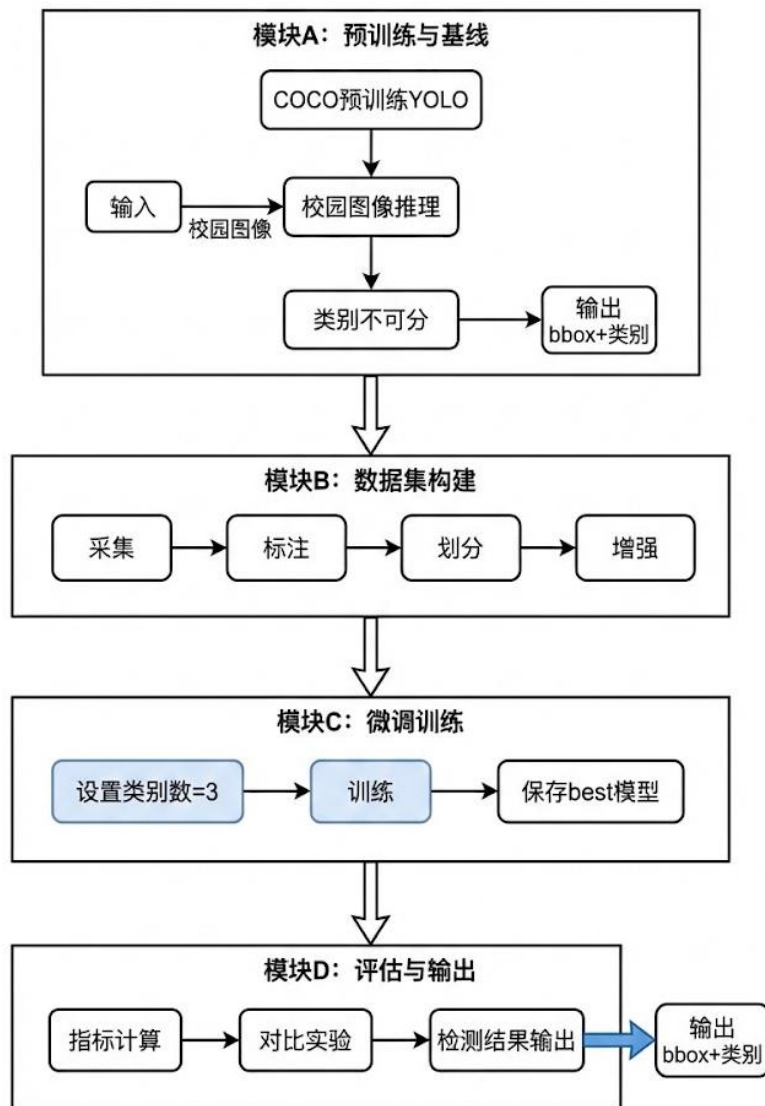 模块A：预训练与基线
COCO预训练YOLO
输入
校园图像
校园图像推理
类别不可分
输出
bbox+类别
模块B：数据集构建
采集
标注
划分
增强
模块C：微调训练
设置类别数=3
训练
保存best模型
模块D：评估与输出
指标计算
对比实验
检测结果输出
输出
bbox+类别